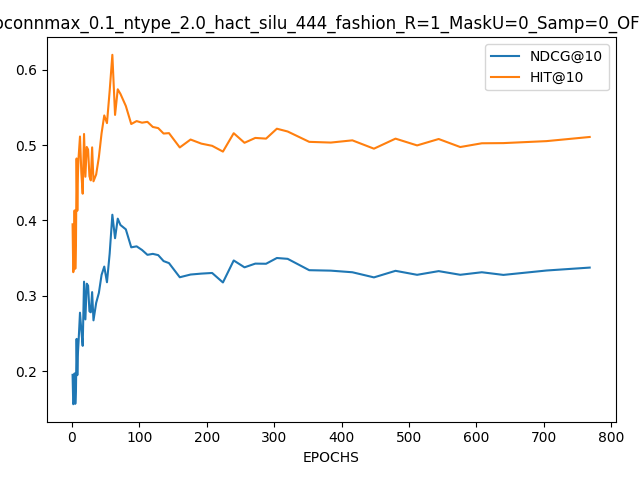 oconnmax_0.1_ntype_2.0_hact_silu_444_fashion_R=1_MaskU=0_Samp=0_OF
NDCG@10
HIT@10
0.6
0.5
0.4
0.3
0.2
0 100 200 300 400 500 600 700 800
EPOCHS